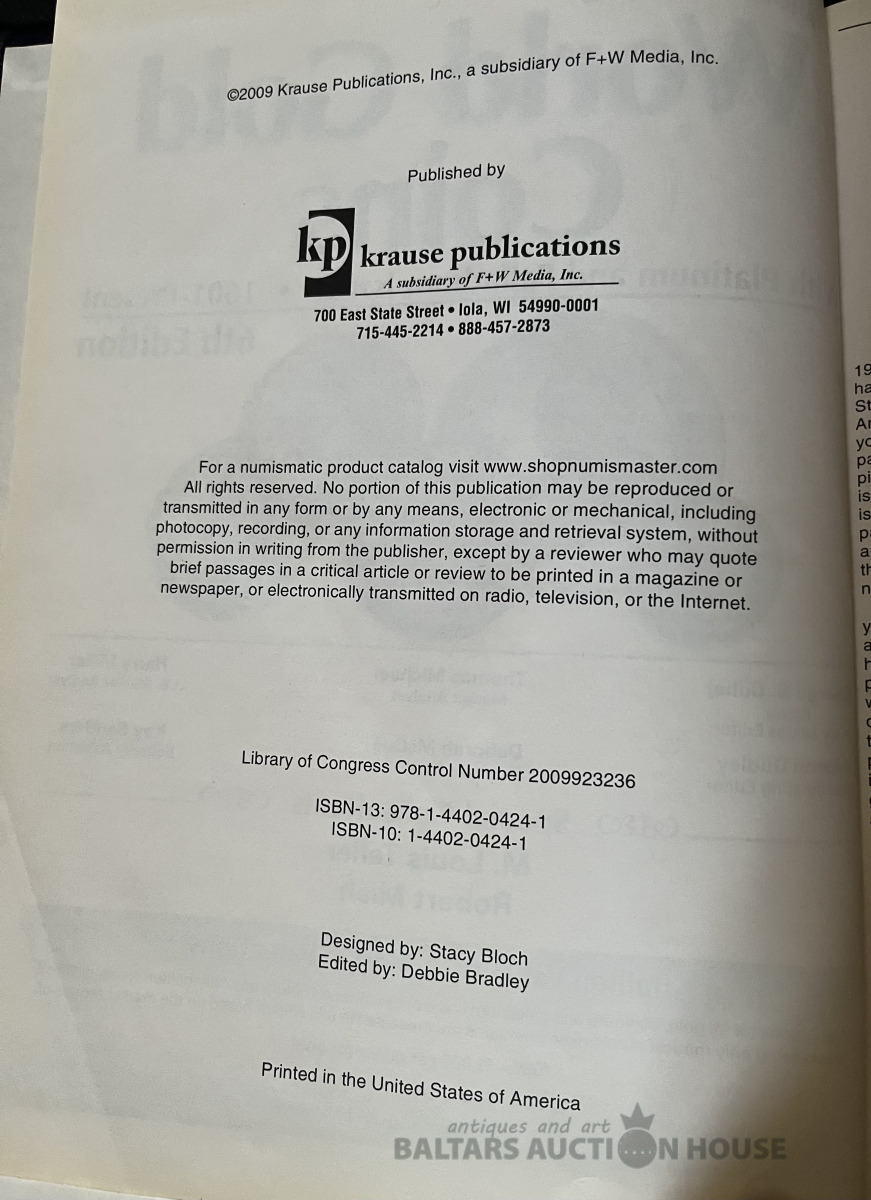 ©2009 Krause Publications, Inc., a subsidiary of F+W Media, Inc.
Published by
kp krause publications
A subsidiary of F+W Media, Inc.
700 East State Street • Iola, WI 54990-0001
715-445-2214 • 888-457-2873
For a numismatic product catalog visit www.shopnumismaster.com
All rights reserved. No portion of this publication may be reproduced or
transmitted in any form or by any means, electronic or mechanical, including
photocopy, recording, or any information storage and retrieval system, without
permission in writing from the publisher, except by a reviewer who may quote
brief passages in a critical article or review to be printed in a magazine or
newspaper, or electronically transmitted on radio, television, or the Internet.
Library of Congress Control Number 2009923236
ISBN-13: 978-1-4402-0424-1
ISBN-10: 1-4402-0424-1
Designed by: Stacy Bloch
Edited by: Debbie Bradley
Printed in the United States of America
antiques and art
BALTARS AUCTION HOUSE